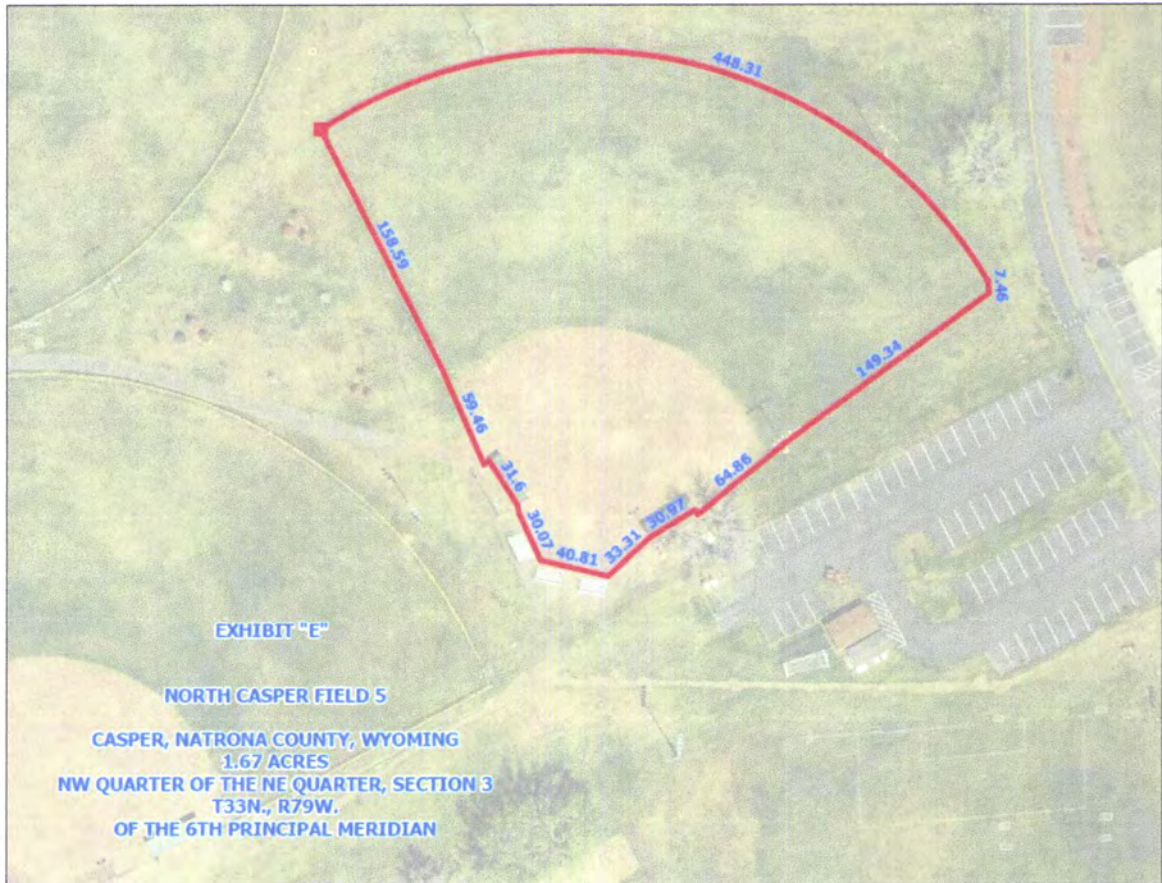 448.31
158.59
7.46
149.34
59.46
64.86
31.6
30.97
30.07
33.31
40.81
EXHIBIT "E"
NORTH CASPER FIELD 5
CASPER, NATRONA COUNTY, WYOMING
1.67 ACRES
NW QUARTER OF THE NE QUARTER, SECTION 3
T33N., R79W.
OF THE 6TH PRINCIPAL MERIDIAN